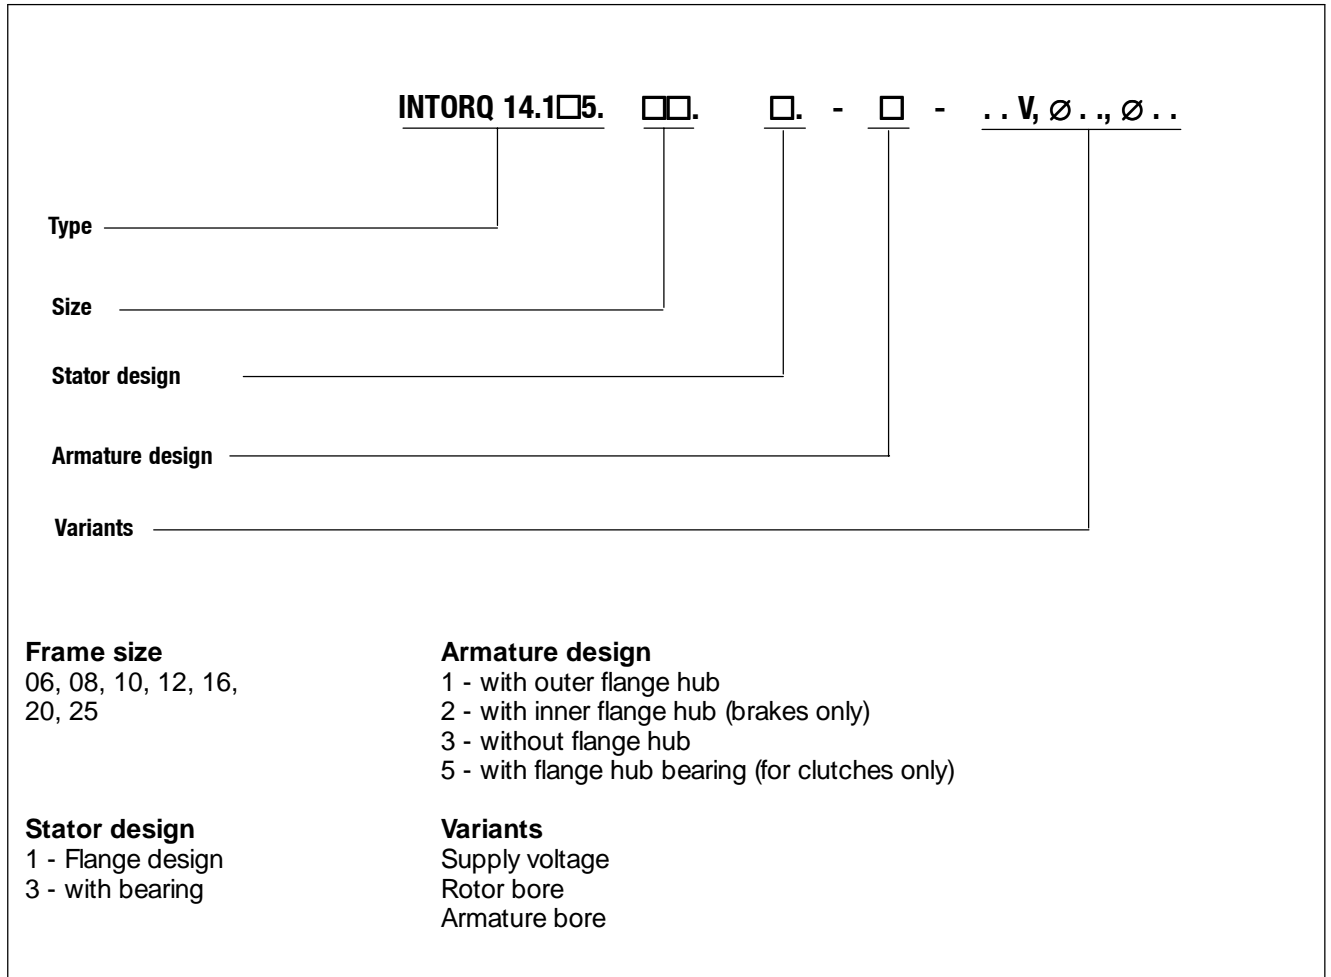 INTORQ 14.1□5. □□. □. - □ - . . V, ⌀ . ., ⌀ . .
Type
Size
Stator design
Armature design
Variants
Frame size
06, 08, 10, 12, 16,
20, 25
Armature design
1 - with outer flange hub
2 - with inner flange hub (brakes only)
3 - without flange hub
5 - with flange hub bearing (for clutches only)
Stator design
1 - Flange design
3 - with bearing
Variants
Supply voltage
Rotor bore
Armature bore